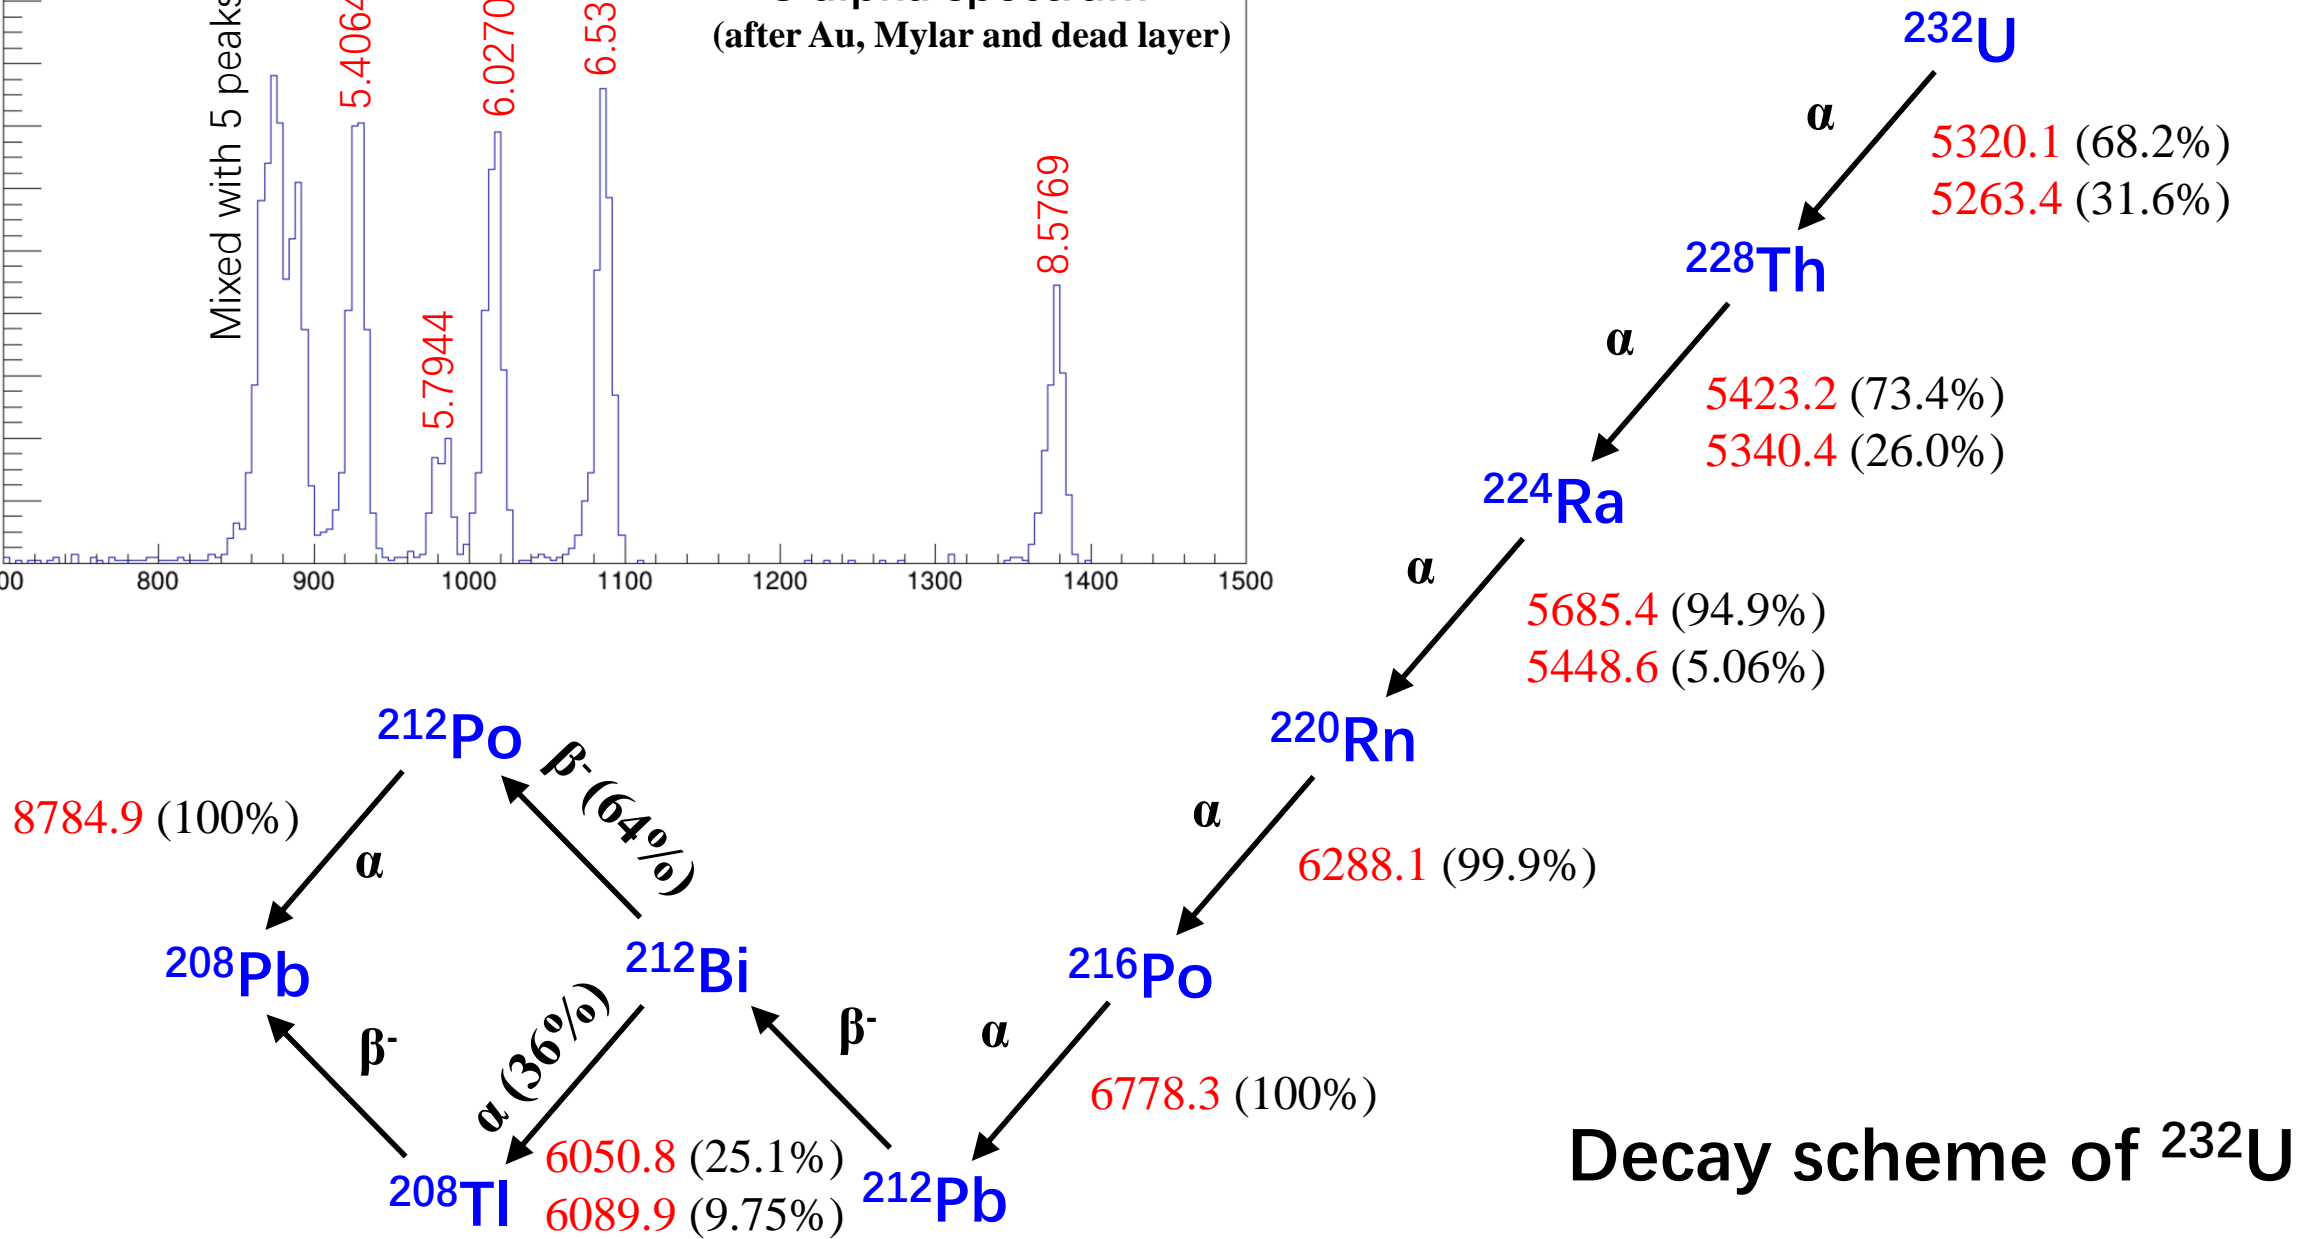 (after Au, Mylar and dead layer)
Mixed with 5 peaks
5.4064
5.7944
6.0270
6.53
8.5769
800 900 1000 1100 1200 1300 1400 1500
²³²U
α
5320.1 (68.2%)
5263.4 (31.6%)
²²⁸Th
α
5423.2 (73.4%)
5340.4 (26.0%)
²²⁴Ra
α
5685.4 (94.9%)
5448.6 (5.06%)
²²⁰Rn
α
6288.1 (99.9%)
²¹⁶Po
α
6778.3 (100%)
²¹²Pb
β⁻
²¹²Bi
β⁻ (64%)
²¹²Po
8784.9 (100%)
α
²⁰⁸Pb
α (36%)
6050.8 (25.1%)
6089.9 (9.75%)
²⁰⁸Tl
β⁻
Decay scheme of ²³²U